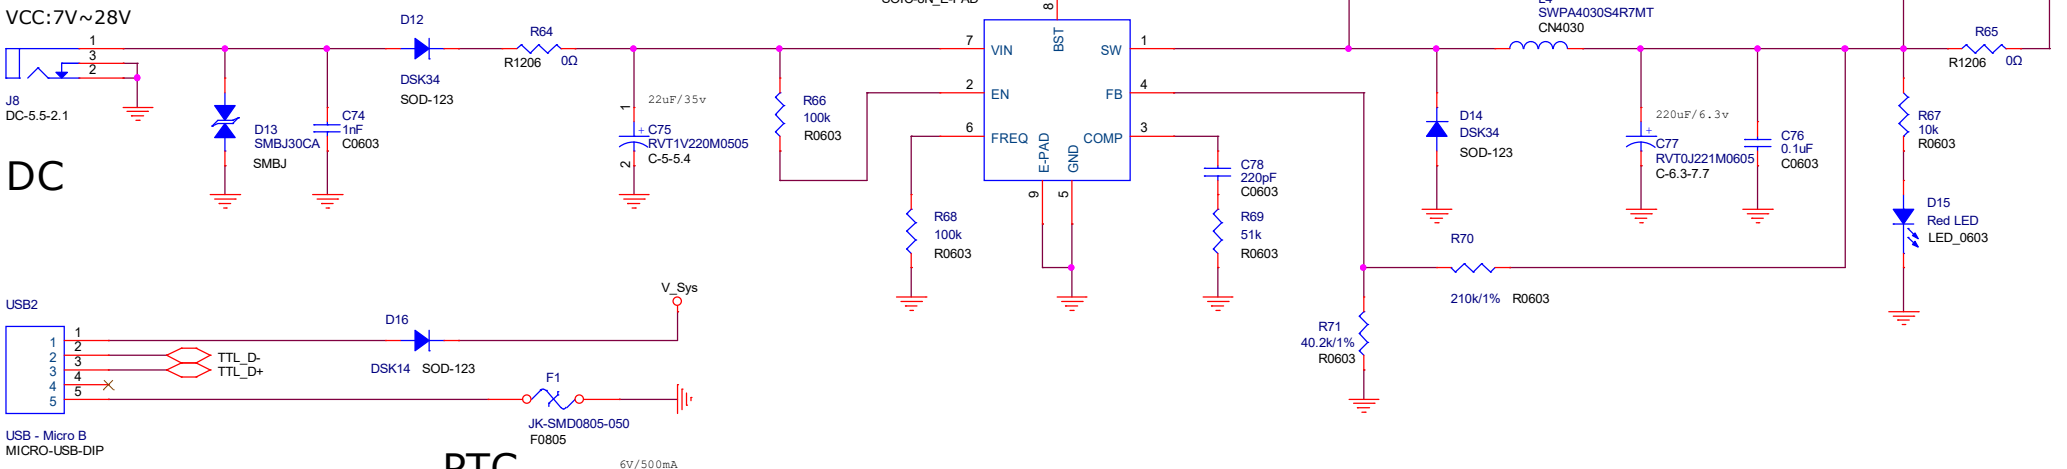 VCC:7V~28V
1
3
2
J8
DC-5.5-2.1
DC
D13
SMBJ30CA
SMBJ
C74
1nF
C0603
D12
DSK34
SOD-123
R64
R1206
0Ω
22uF/35v
1
+
C75
RVT1V220M0505
C-5-5.4
2
R66
100k
R0603
R68
100k
R0603
8
7
VIN
BST
SW
1
2
EN
FB
4
6
FREQ
COMP
3
E-PAD
GND
9
5
C78
220pF
C0603
R69
51k
R0603
SWPA4030S4R7MT
CN4030
D14
DSK34
SOD-123
220uF/6.3v
+
C77
RVT0J221M0605
C-6.3-7.7
C76
0.1uF
C0603
R65
R1206
0Ω
R67
10k
R0603
D15
Red LED
LED_0603
R70
210k/1%
R0603
R71
40.2k/1%
R0603
USB2
1
2
3
4
5
1
2
3
4
5
USB - Micro B
MICRO-USB-DIP
TTL_D-
TTL_D+
D16
DSK14
SOD-123
V_Sys
F1
JK-SMD0805-050
F0805
PTC
6V/500mA